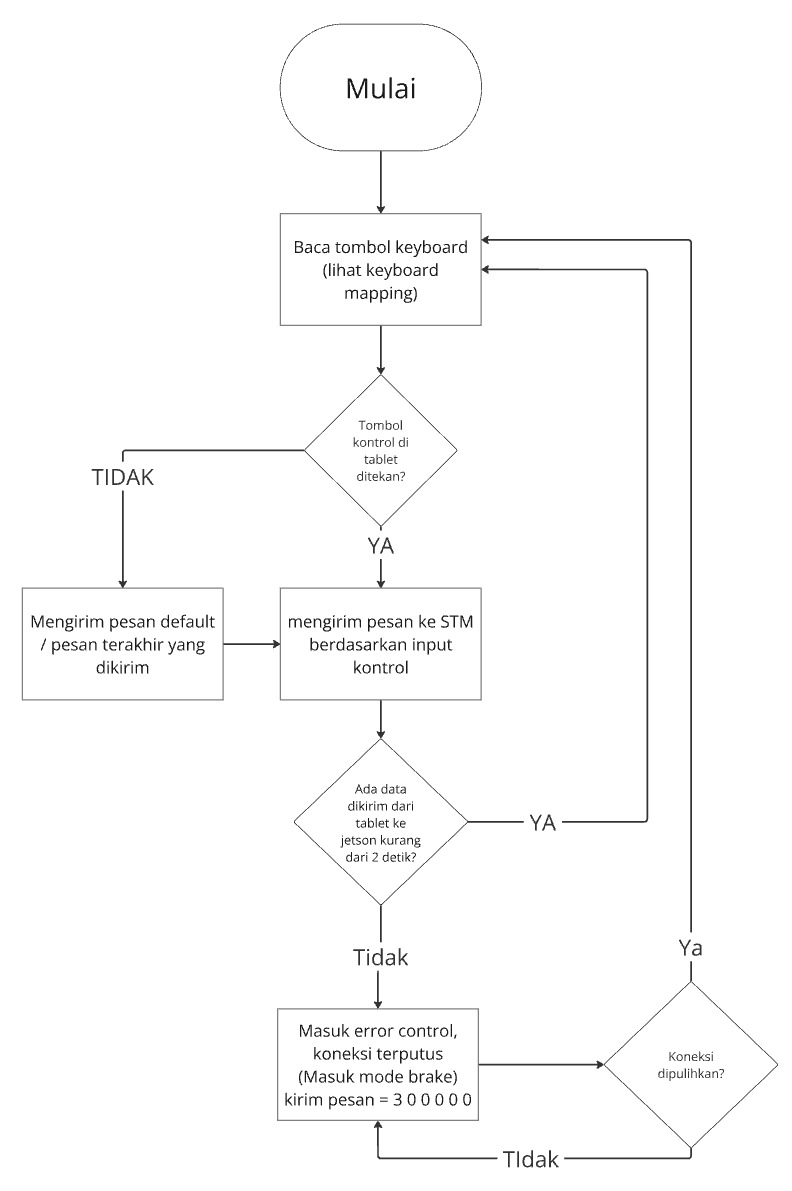 Mulai
Baca tombol keyboard
(lihat keyboard
mapping)
Tombol
kontrol di
tablet
ditekan?
TIDAK
YA
Mengirim pesan default
/ pesan terakhir yang
dikirim
mengirim pesan ke STM
berdasarkan input
kontrol
Ada data
dikirim dari
tablet ke
jetson kurang
dari 2 detik?
YA
Tidak
Ya
Masuk error control,
koneksi terputus
(Masuk mode brake)
kirim pesan = 3 0 0 0 0 0
Koneksi
dipulihkan?
TIdak